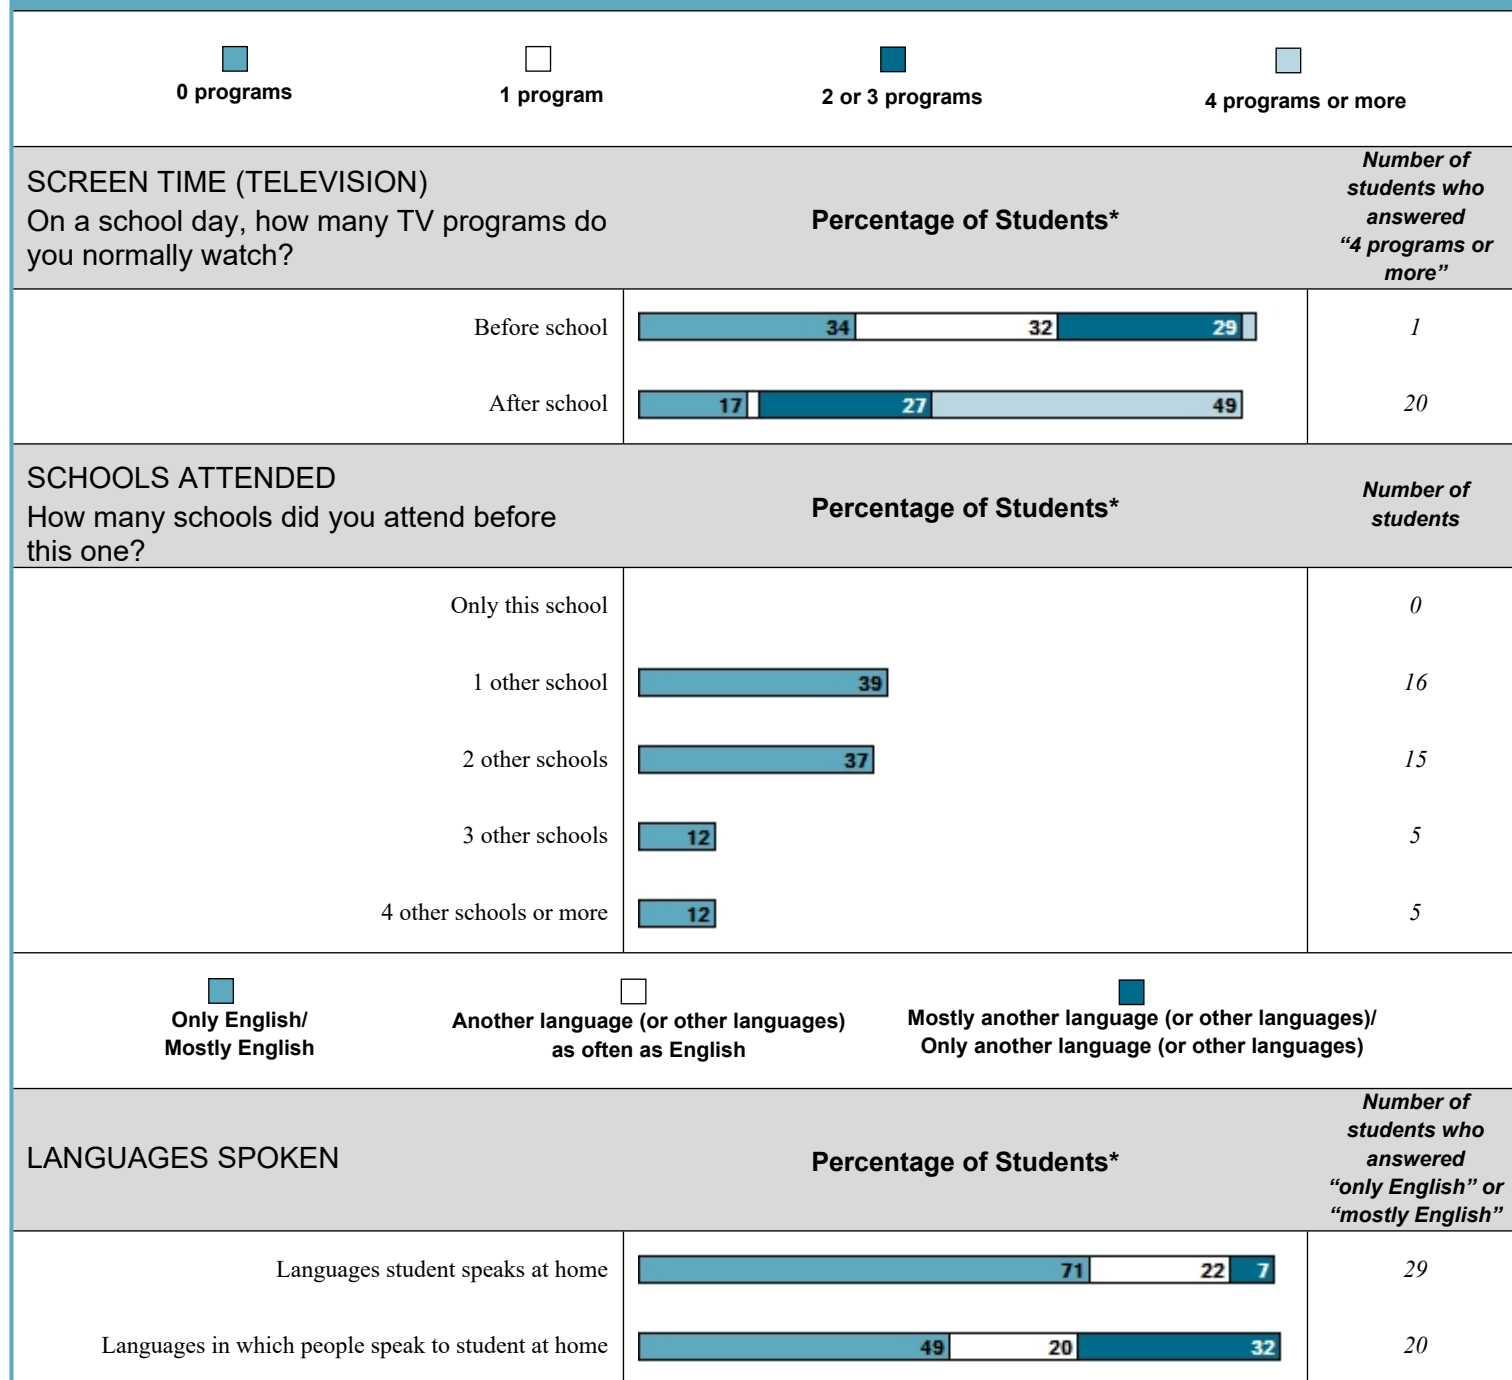 0 programs
1 program
2 or 3 programs
4 programs or more
SCREEN TIME (TELEVISION)
On a school day, how many TV programs do
you normally watch?
Percentage of Students*
Number of
students who
answered
“4 programs or
more”
Before school
34 32 29
1
After school
17 27 49
20
SCHOOLS ATTENDED
How many schools did you attend before
this one?
Percentage of Students*
Number of
students
Only this school
0
1 other school
39
16
2 other schools
37
15
3 other schools
12
5
4 other schools or more
12
5
Only English/
Mostly English
Another language (or other languages)
as often as English
Mostly another language (or other languages)/
Only another language (or other languages)
LANGUAGES SPOKEN
Percentage of Students*
Number of
students who
answered
“only English” or
“mostly English”
Languages student speaks at home
71 22 7
29
Languages in which people speak to student at home
49 20 32
20